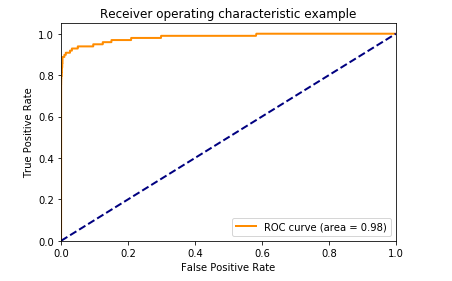 Receiver operating characteristic example
1.0
0.8
0.6
0.4
0.2
0.0
True Positive Rate
ROC curve (area = 0.98)
0.0 0.2 0.4 0.6 0.8 1.0
False Positive Rate